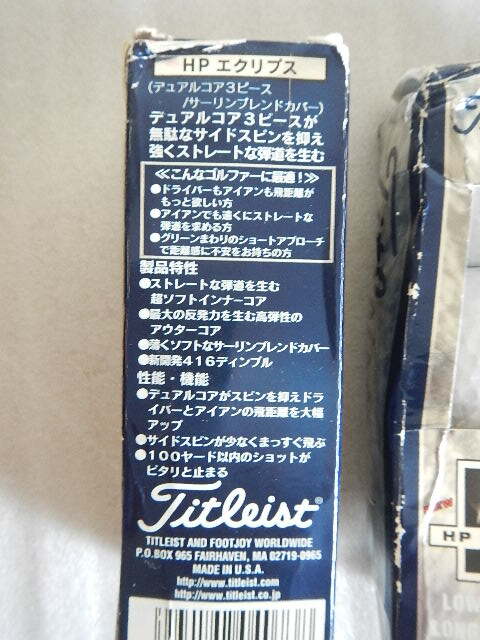 HP エクリプス
(デュアルコア3ピース
/サーリンブレンドカバー)
デュアルコア3ピースが
無駄なサイドスピンを抑え
強くストレートな弾道を生む
≪こんなゴルファーに最適!≫
●ドライバーもアイアンも飛距離が
もっと欲しい方
●アイアンでも遠くにストレートな
弾道を求める方
●グリーンまわりのショートアプローチ
で距離感に不安をお持ちの方
製品特性
●ストレートな弾道を生む
超ソフトインナーコア
●最大の反発力を生む高弾性の
アウターコア
●薄くソフトなサーリンブレンドカバー
●新開発416ディンプル
性能・機能
●デュアルコアがスピンを抑えドラ
イバーとアイアンの飛距離を大幅
アップ
●サイドスピンが少なくまっすぐ飛ぶ
●100ヤード以内のショットが
ピタリと止まる
Titleist®
TITLEIST AND FOOTJOY WORLDWIDE
P.O.BOX 965 FAIRHAVEN, MA 02719-0965
MADE IN U.S.A.
http://www.titleist.com
http://www.titleist.co.jp
HP
LOW
LONG